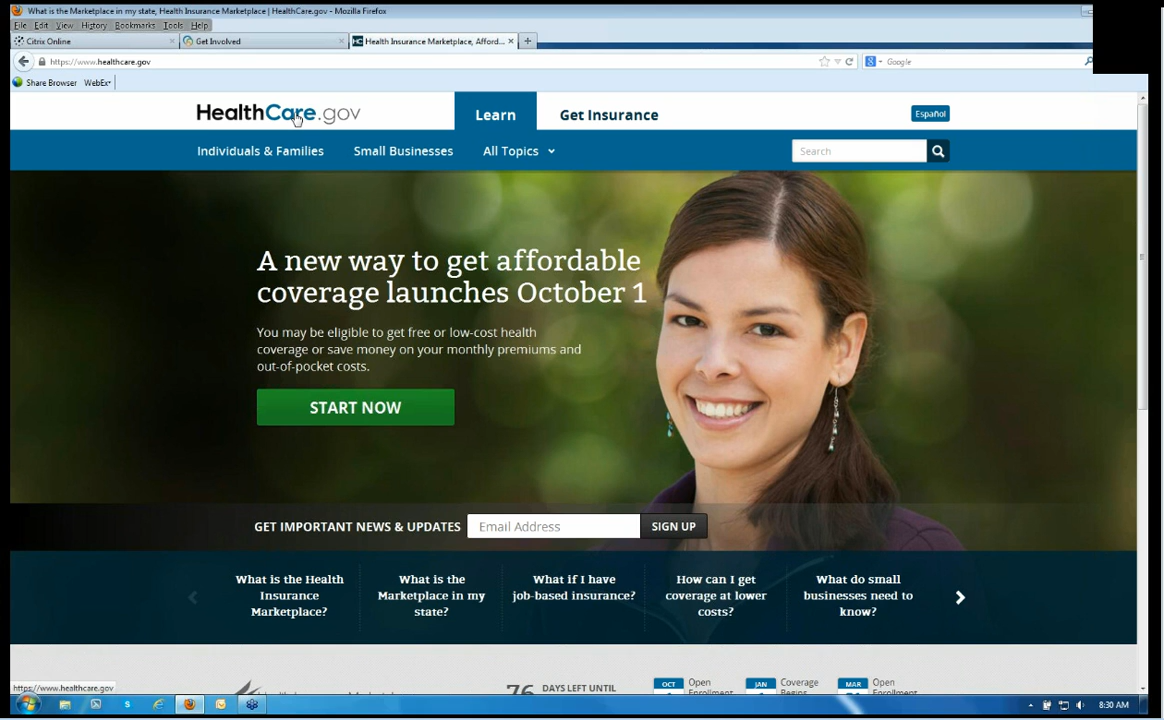 What is the Marketplace in my state, Health Insurance Marketplace | HealthCare.gov - Mozilla Firefox
File Edit View History Bookmarks Tools Help
Citrix Online × Get Involved × HC Health Insurance Marketplace, Afford... × +
https://www.healthcare.gov Google
Share Browser WebEx
HealthCare.gov Learn Get Insurance Español
Individuals & Families Small Businesses All Topics Search
A new way to get affordable
coverage launches October 1
You may be eligible to get free or low-cost health
coverage or save money on your monthly premiums and
out-of-pocket costs.
START NOW
GET IMPORTANT NEWS & UPDATES Email Address SIGN UP
What is the Health
Insurance
Marketplace?
What is the
Marketplace in my
state?
What if I have
job-based insurance?
How can I get
coverage at lower
costs?
What do small
businesses need to
know?
https://www.healthcare.gov
76 DAYS LEFT UNTIL
OCT Open
Enrollment
JAN Coverage
Begins
MAR Open
Enrollment
8:30 AM